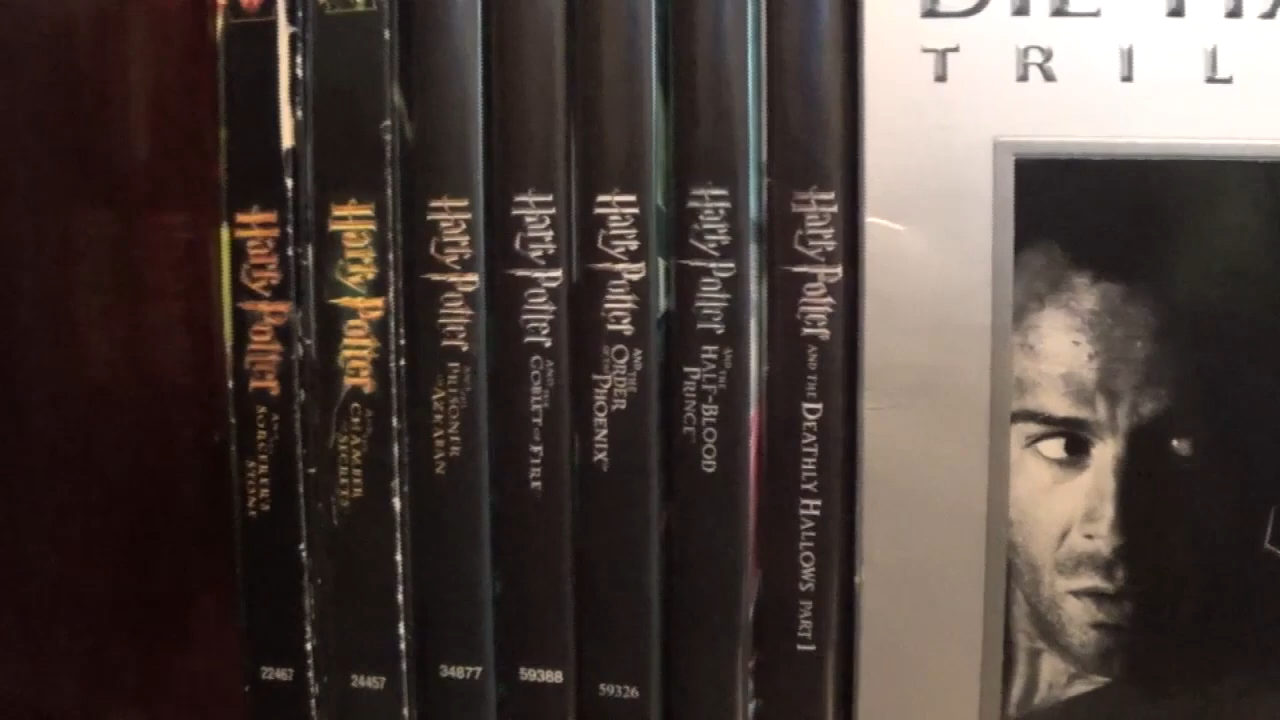 Harry Potter
AND THE
SORCERER'S
STONE
22467
Harry Potter
AND THE
CHAMBER
OF SECRETS
24457
Harry Potter
AND THE
PRISONER
OF AZKABAN
34877
Harry Potter
AND THE
GOBLET OF FIRE
59388
Harry Potter
AND THE
ORDER
OF THE PHOENIX
59326
Harry Potter
AND THE
HALF-BLOOD
PRINCE
Harry Potter AND THE DEATHLY HALLOWS PART 1
DIE HA
TRIL